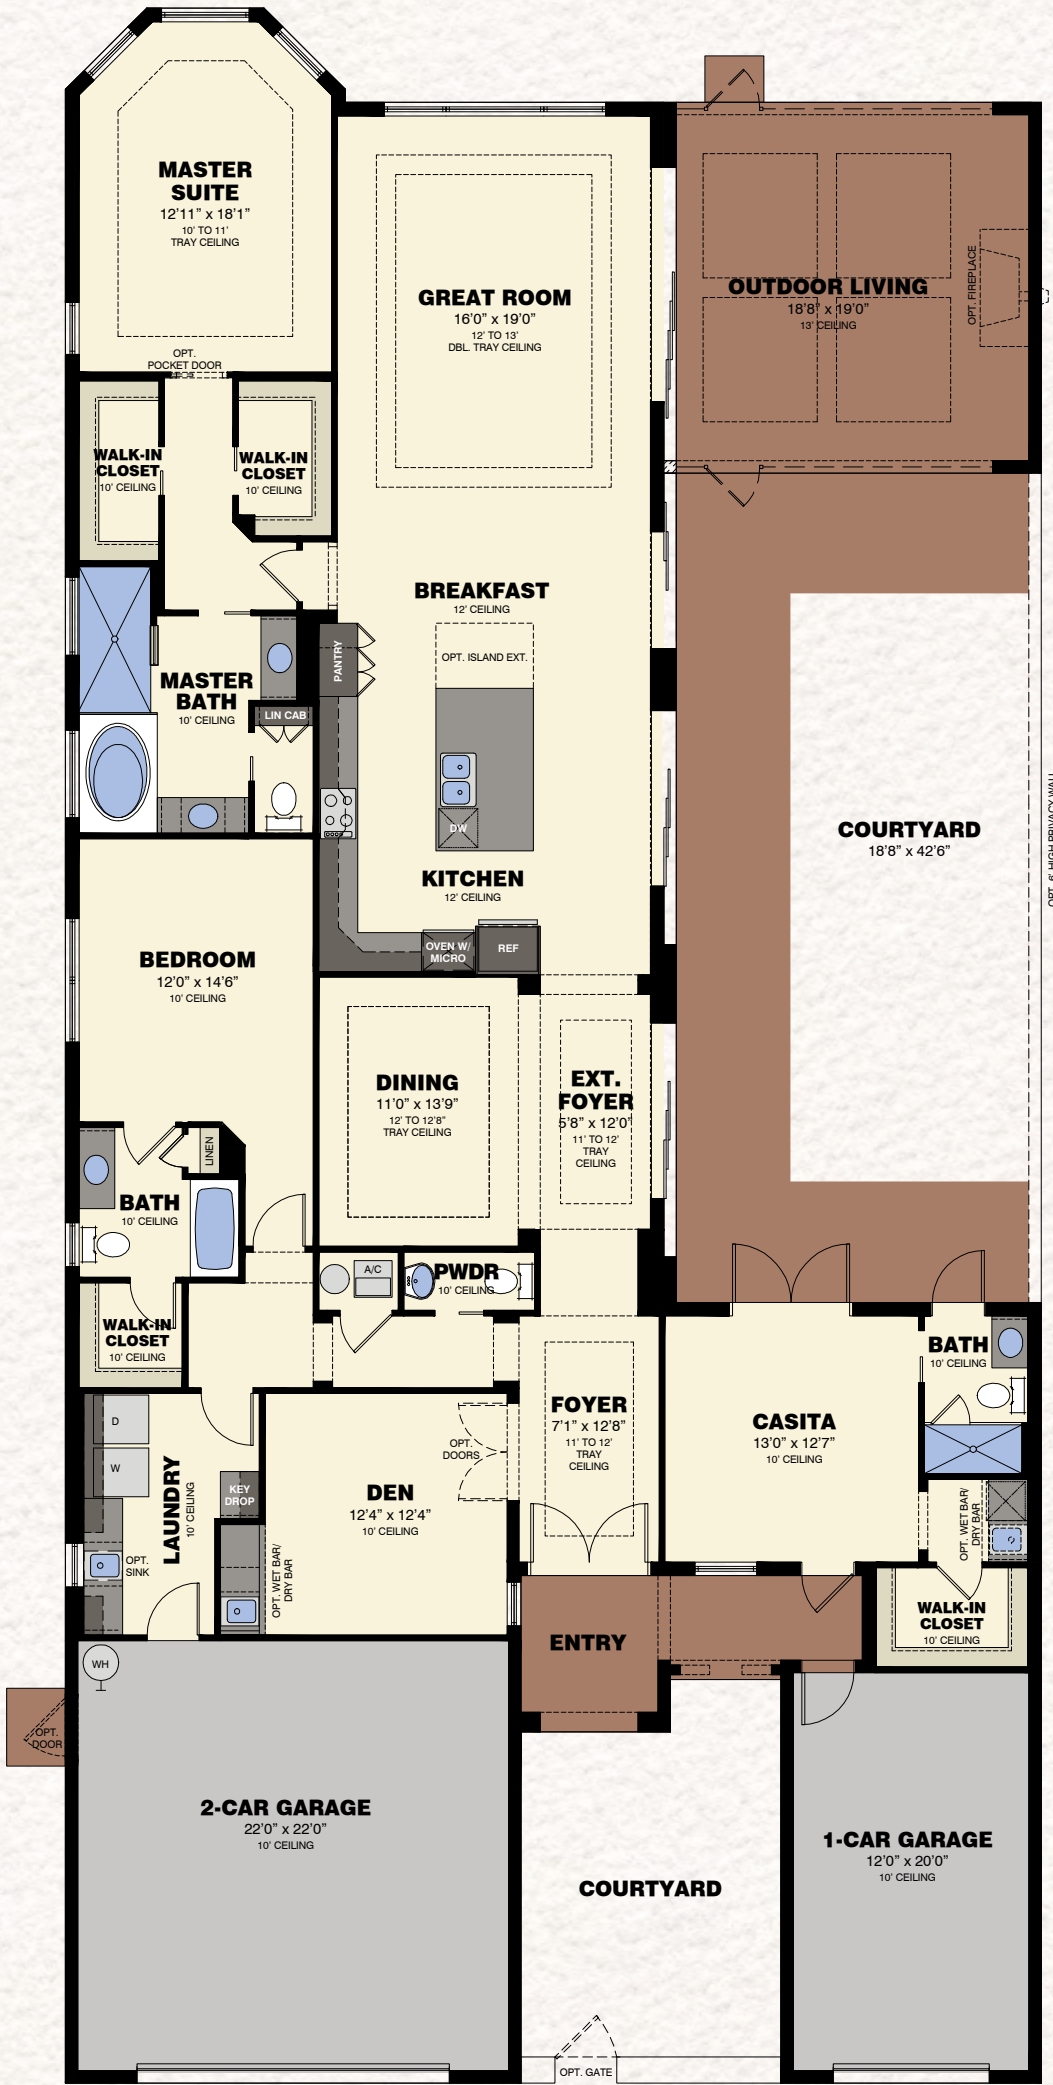 MASTER
SUITE
12'11" x 18'1"
10' TO 11'
TRAY CEILING
OPT.
POCKET DOOR
GREAT ROOM
16'0" x 19'0"
12' TO 13'
DBL. TRAY CEILING
OUTDOOR LIVING
18'8" x 19'0"
13' CEILING
OPT. FIREPLACE
WALK-IN
CLOSET
10' CEILING
WALK-IN
CLOSET
10' CEILING
BREAKFAST
12' CEILING
OPT. ISLAND EXT.
PANTRY
MASTER
BATH
10' CEILING
LIN CAB
DW
KITCHEN
12' CEILING
OVEN W/
MICRO
REF
COURTYARD
18'8" x 42'6"
OPT. 6' HIGH PRIVACY WALL
BEDROOM
12'0" x 14'6"
10' CEILING
DINING
11'0" x 13'9"
12' TO 12'8"
TRAY CEILING
EXT.
FOYER
5'8" x 12'0"
11' TO 12'
TRAY
CEILING
LINEN
BATH
10' CEILING
A/C
PWDR
10' CEILING
WALK-IN
CLOSET
10' CEILING
FOYER
7'1" x 12'8"
11' TO 12'
TRAY
CEILING
CASITA
13'0" x 12'7"
10' CEILING
BATH
10' CEILING
OPT. WET BAR/
DRY BAR
D
W
LAUNDRY
10' CEILING
KEY
DROP
OPT.
SINK
OPT.
DOORS
DEN
12'4" x 12'4"
10' CEILING
OPT. WET BAR/
DRY BAR
ENTRY
WALK-IN
CLOSET
10' CEILING
WH
OPT.
DOOR
2-CAR GARAGE
22'0" x 22'0"
10' CEILING
COURTYARD
1-CAR GARAGE
12'0" x 20'0"
10' CEILING
OPT. GATE